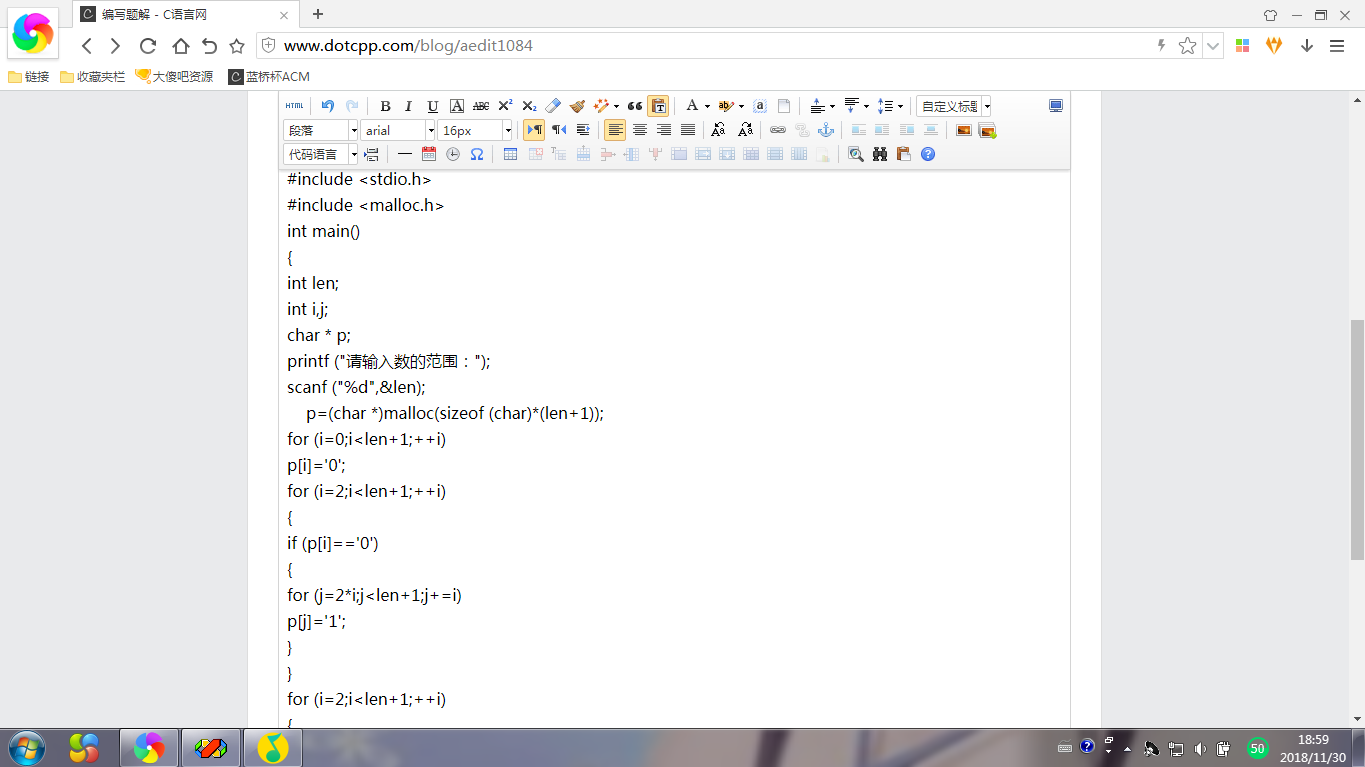 编写题解 - C语言网
www.dotcpp.com/blog/aedit1084
链接 收藏夹栏 大傻吧资源 蓝桥杯ACM
HTML B I U A ABC X² X₂ A ab a 自定义标题
段落 arial 16px
代码语言
#include <stdio.h>
#include <malloc.h>
int main()
{
int len;
int i,j;
char * p;
printf ("请输入数的范围：");
scanf ("%d",&len);
p=(char *)malloc(sizeof (char)*(len+1));
for (i=0;i<len+1;++i)
p[i]='0';
for (i=2;i<len+1;++i)
{
if (p[i]=='0')
{
for (j=2*i;j<len+1;j+=i)
p[j]='1';
}
}
for (i=2;i<len+1;++i)
{
50
18:59
2018/11/30